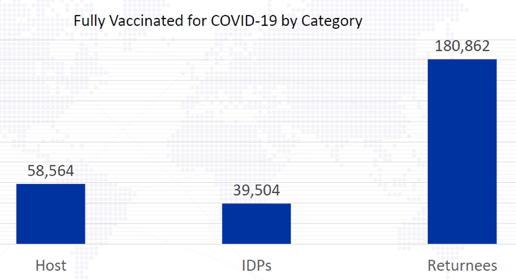 Fully Vaccinated for COVID-19 by Category
180,862
58,564
39,504
Host IDPs Returnees